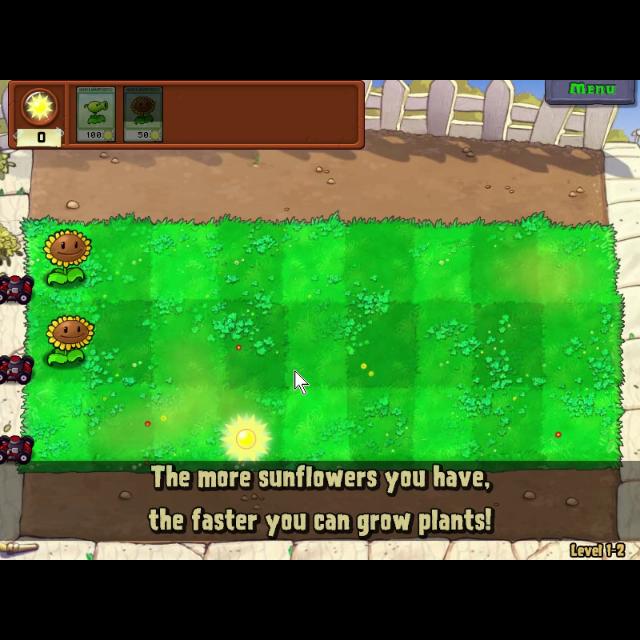 Menu
0
100
50
The more sunflowers you have,
the faster you can grow plants!
Level 1-2